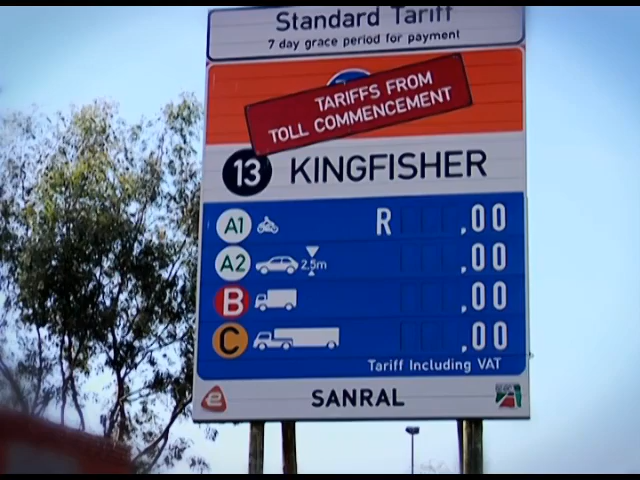 Standard Tariff
7 day grace period for payment
TARIFFS FROM
TOLL COMMENCEMENT
13 KINGFISHER
A1 R ,00
A2 2,5m ,00
B ,00
C ,00
Tariff Including VAT
e SANRAL